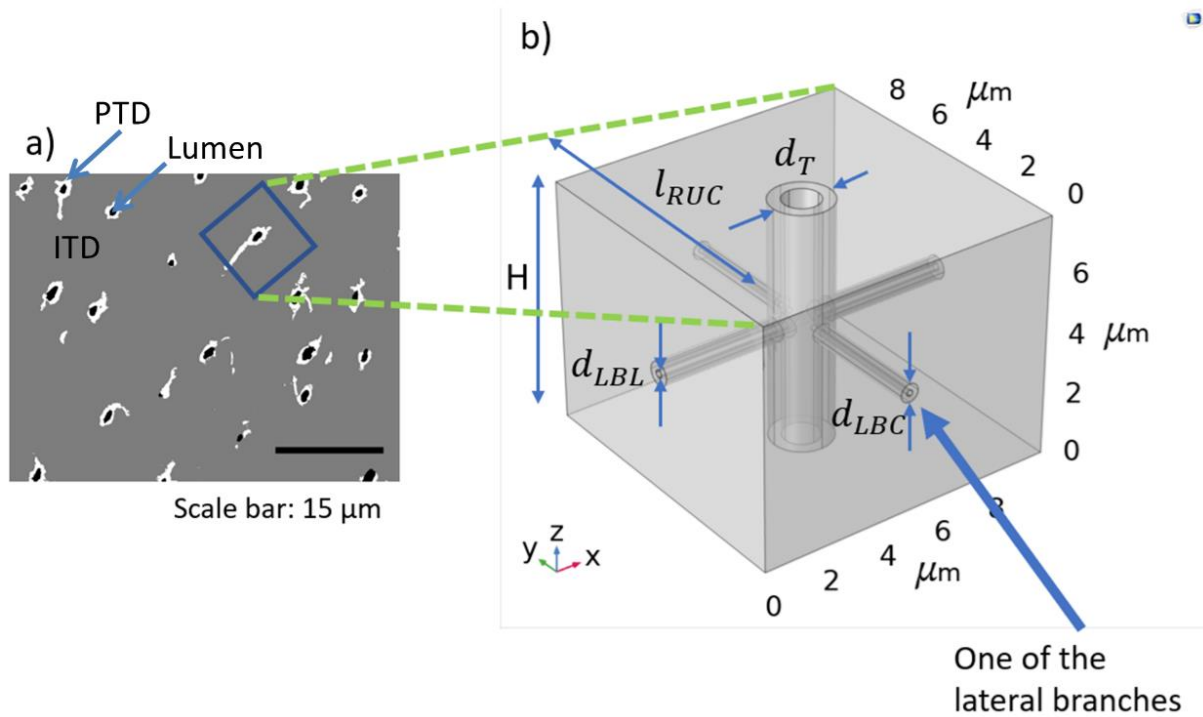 a)
PTD
Lumen
ITD
Scale bar: 15 µm
b)
8
6
4
2
0
µm
d_T
l_RUC
H
d_LBL
d_LBC
6
4
2
0
µm
z
y
x
0
2
4
6
8
µm
One of the
lateral branches